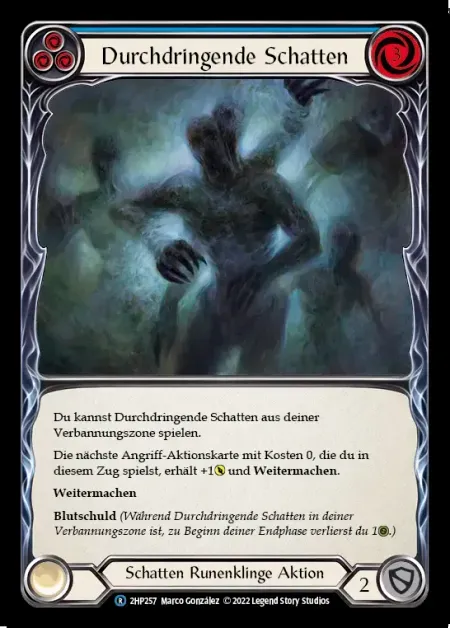 Durchdringende Schatten
3
Du kannst Durchdringende Schatten aus deiner
Verbannungszone spielen.
Die nächste Angriff-Aktionskarte mit Kosten 0, die du in
diesem Zug spielst, erhält +1 und Weitermachen.
Weitermachen
Blutschuld (Während Durchdringende Schatten in deiner
Verbannungszone ist, zu Beginn deiner Endphase verlierst du 1.)
Schatten Runenklinge Aktion
2
R 2HP257 Marco González © 2022 Legend Story Studios